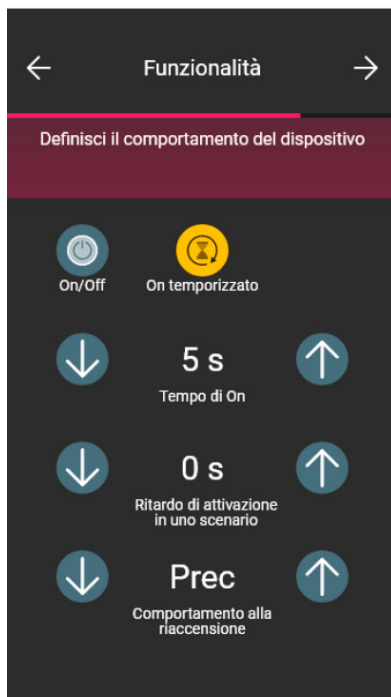 Funzionalità
Definisci il comportamento del dispositivo
On/Off
On temporizzato
5 s
Tempo di On
0 s
Ritardo di attivazione
in uno scenario
Prec
Comportamento alla
riaccensione